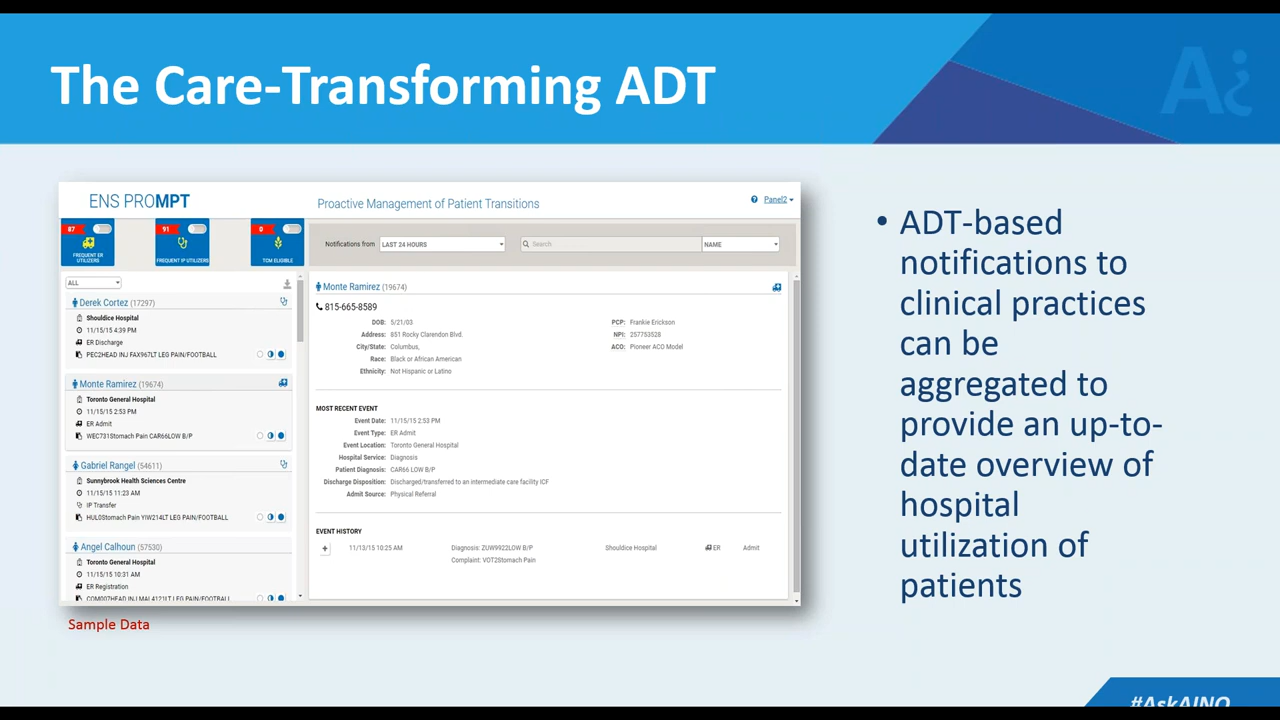 The Care-Transforming ADT
A¿
ENS PROMPT
Proactive Management of Patient Transitions
Panel2
87
FREQUENT ER
UTILIZERS
91
FREQUENT IP UTILIZERS
0
TCM ELIGIBLE
Notifications from LAST 24 HOURS Search NAME
ALL
Derek Cortez (17297)
Shouldice Hospital
11/15/15 4:39 PM
ER Discharge
PEC2HEAD INJ FAX967LT LEG PAIN/FOOTBALL
Monte Ramirez (19674)
Toronto General Hospital
11/15/15 2:53 PM
ER Admit
WEC731Stomach Pain CAR66LOW B/P
Gabriel Rangel (54611)
Sunnybrook Health Sciences Centre
11/15/15 11:23 AM
IP Transfer
HUL0Stomach Pain YIW214LT LEG PAIN/FOOTBALL
Angel Calhoun (57530)
Toronto General Hospital
11/15/15 10:31 AM
ER Registration
Monte Ramirez (19674)
815-665-8589
DOB: 5/21/03
Address: 851 Rocky Clarendon Blvd.
City/State: Columbus,
Race: Black or African American
Ethnicity: Not Hispanic or Latino
PCP: Frankie Erickson
NPI: 257753528
ACO: Pioneer ACO Model
MOST RECENT EVENT
Event Date: 11/15/15 2:53 PM
Event Type: ER Admit
Event Location: Toronto General Hospital
Hospital Service: Diagnosis
Patient Diagnosis: CAR66 LOW B/P
Discharge Disposition: Discharged/transferred to an intermediate care facility ICF
Admit Source: Physical Referral
EVENT HISTORY
11/13/15 10:25 AM Diagnosis: ZUW9922LOW B/P Shouldice Hospital ER Admit
Complaint: VOT2Stomach Pain
Sample Data
• ADT-based
notifications to
clinical practices
can be
aggregated to
provide an up-to-
date overview of
hospital
utilization of
patients
#AskAINQ